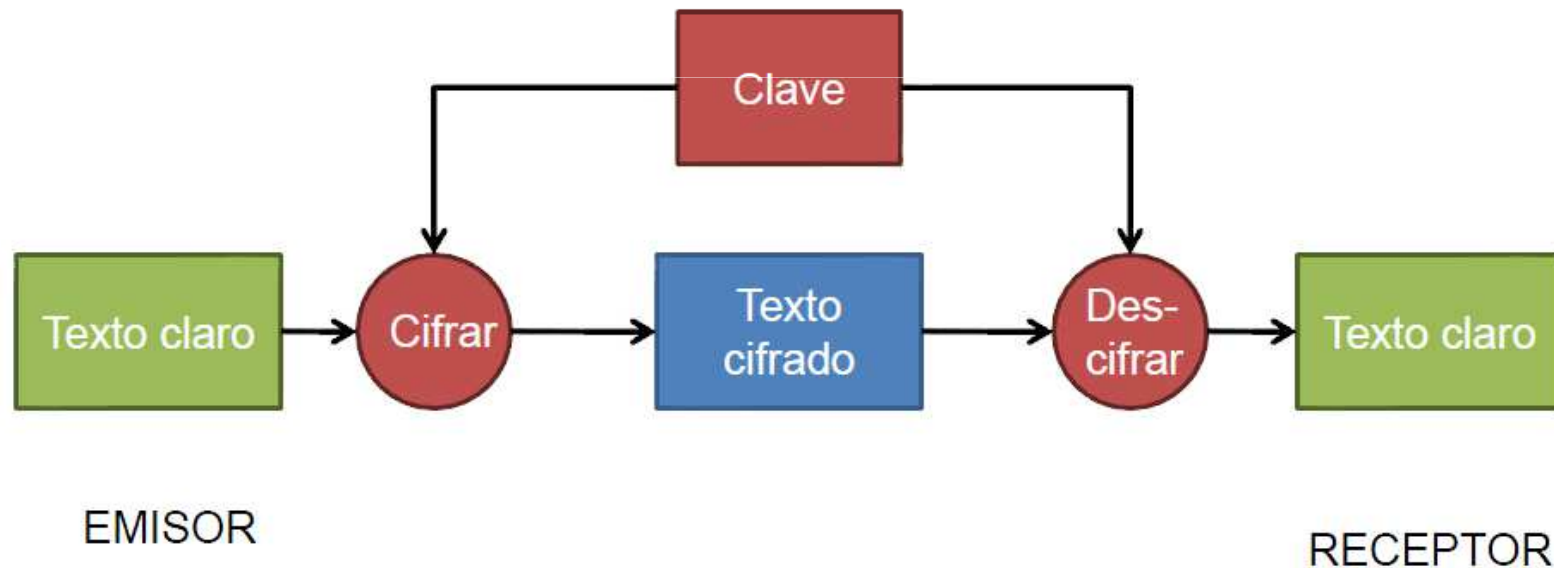 Clave
Texto claro
Cifrar
Texto
cifrado
Des-
cifrar
Texto claro
EMISOR
RECEPTOR